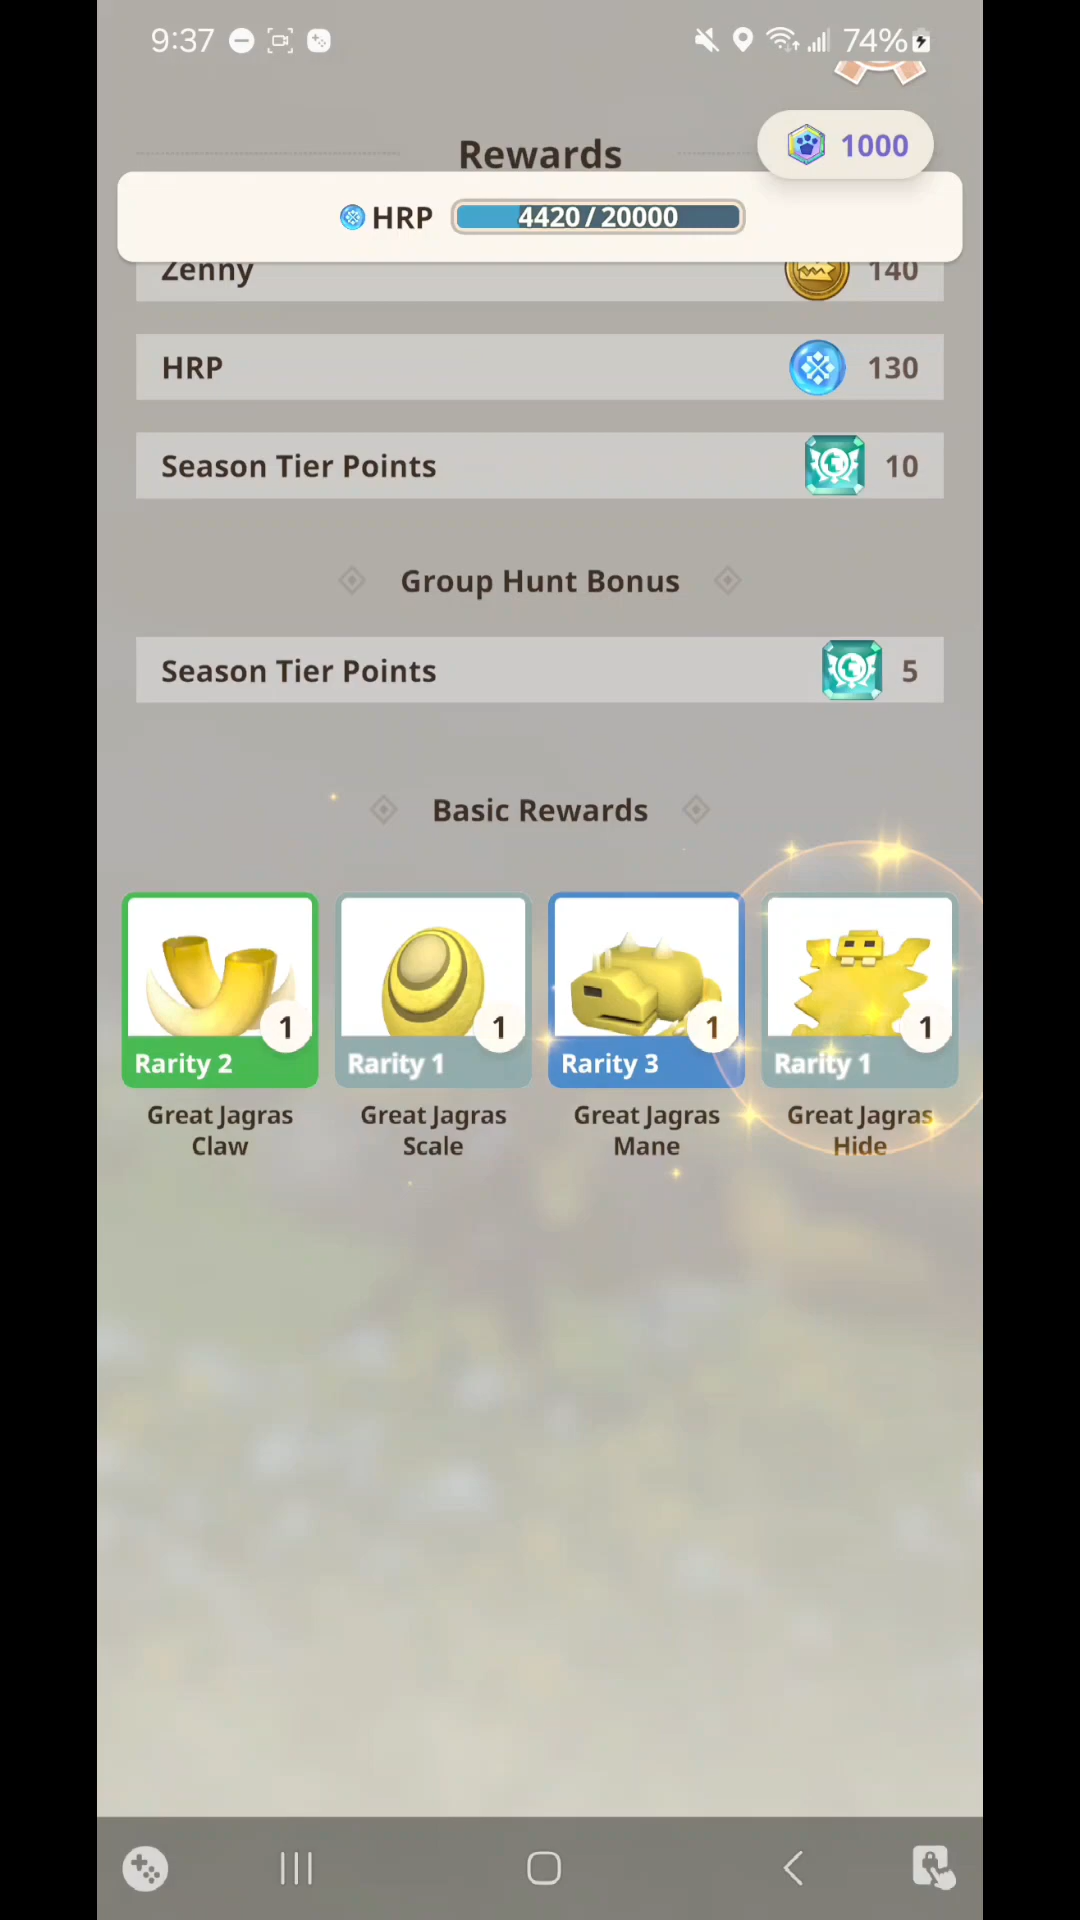 9:37
74%
1000
Rewards
HRP 4420 / 20000
Zenny 140
HRP 130
Season Tier Points 10
Group Hunt Bonus
Season Tier Points 5
Basic Rewards
1 1 1 1
Rarity 2 Rarity 1 Rarity 3 Rarity 1
Great Jagras Great Jagras Great Jagras Great Jagras
Claw Scale Mane Hide